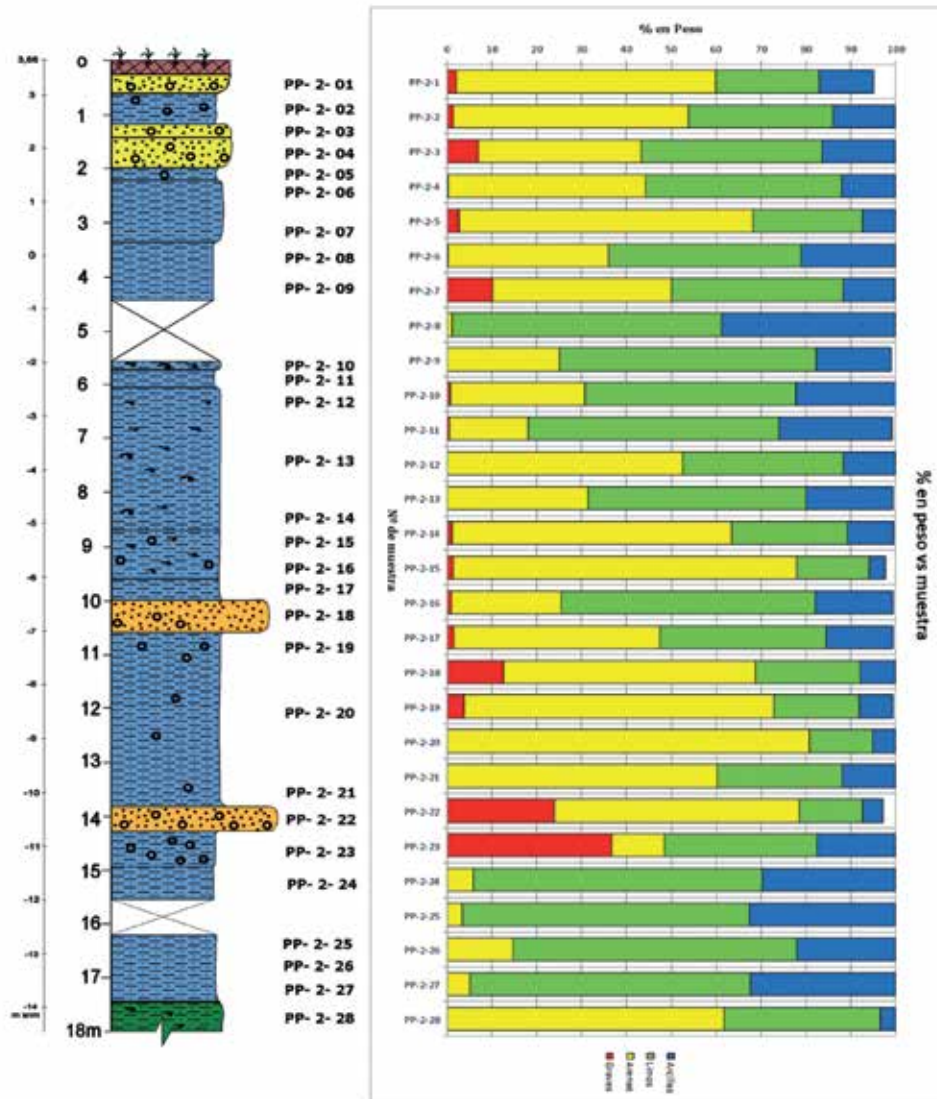 3,66
3
2
1
0
-1
-2
-3
-4
-5
-6
-7
-8
-9
-10
-11
-12
-13
-14
m snm
0
1
2
3
4
5
6
7
8
9
10
11
12
13
14
15
16
17
18m
PP- 2- 01
PP- 2- 02
PP- 2- 03
PP- 2- 04
PP- 2- 05
PP- 2- 06
PP- 2- 07
PP- 2- 08
PP- 2- 09
PP- 2- 10
PP- 2- 11
PP- 2- 12
PP- 2- 13
PP- 2- 14
PP- 2- 15
PP- 2- 16
PP- 2- 17
PP- 2- 18
PP- 2- 19
PP- 2- 20
PP- 2- 21
PP- 2- 22
PP- 2- 23
PP- 2- 24
PP- 2- 25
PP- 2- 26
PP- 2- 27
PP- 2- 28
% en Peso
0 10 20 30 40 50 60 70 80 90 100
PP-2-1
PP-2-2
PP-2-3
PP-2-4
PP-2-5
PP-2-6
PP-2-7
PP-2-8
PP-2-9
PP-2-10
PP-2-11
PP-2-12
PP-2-13
PP-2-14
PP-2-15
PP-2-16
PP-2-17
PP-2-18
PP-2-19
PP-2-20
PP-2-21
PP-2-22
PP-2-23
PP-2-24
PP-2-25
PP-2-26
PP-2-27
PP-2-28
Nº de muestra
% en peso vs muestra
Gravas
Arenas
Limos
Arcillas